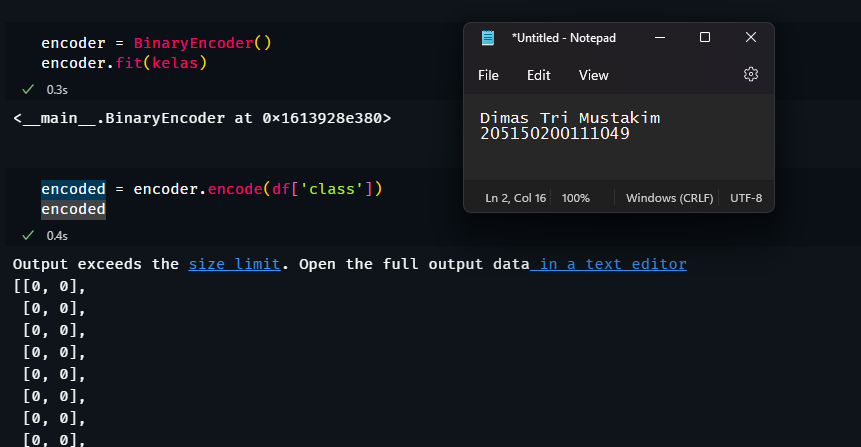 encoder = BinaryEncoder()
encoder.fit(kelas)
0.3s
<__main__.BinaryEncoder at 0×1613928e380>
encoded = encoder.encode(df['class'])
encoded
0.4s
Output exceeds the size limit. Open the full output data in a text editor
[[0, 0],
[0, 0],
[0, 0],
[0, 0],
[0, 0],
[0, 0],
[0, 0],
[0, 0],
*Untitled - Notepad
File Edit View
Dimas Tri Mustakim
205150200111049
Ln 2, Col 16 100% Windows (CRLF) UTF-8